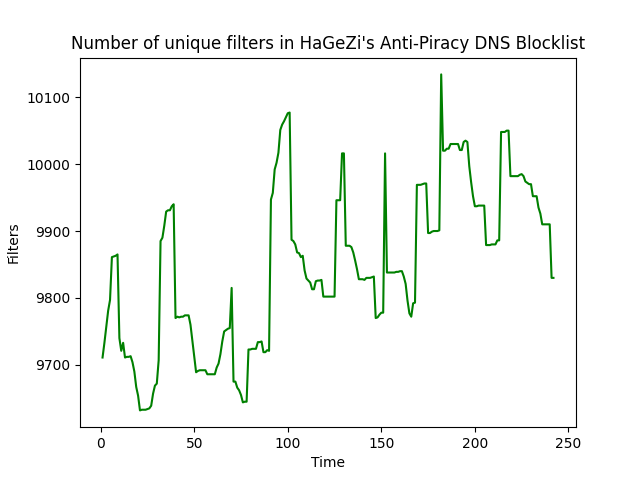 Number of unique filters in HaGeZi's Anti-Piracy DNS Blocklist
10100
10000
9900
9800
9700
Filters
0 50 100 150 200 250
Time